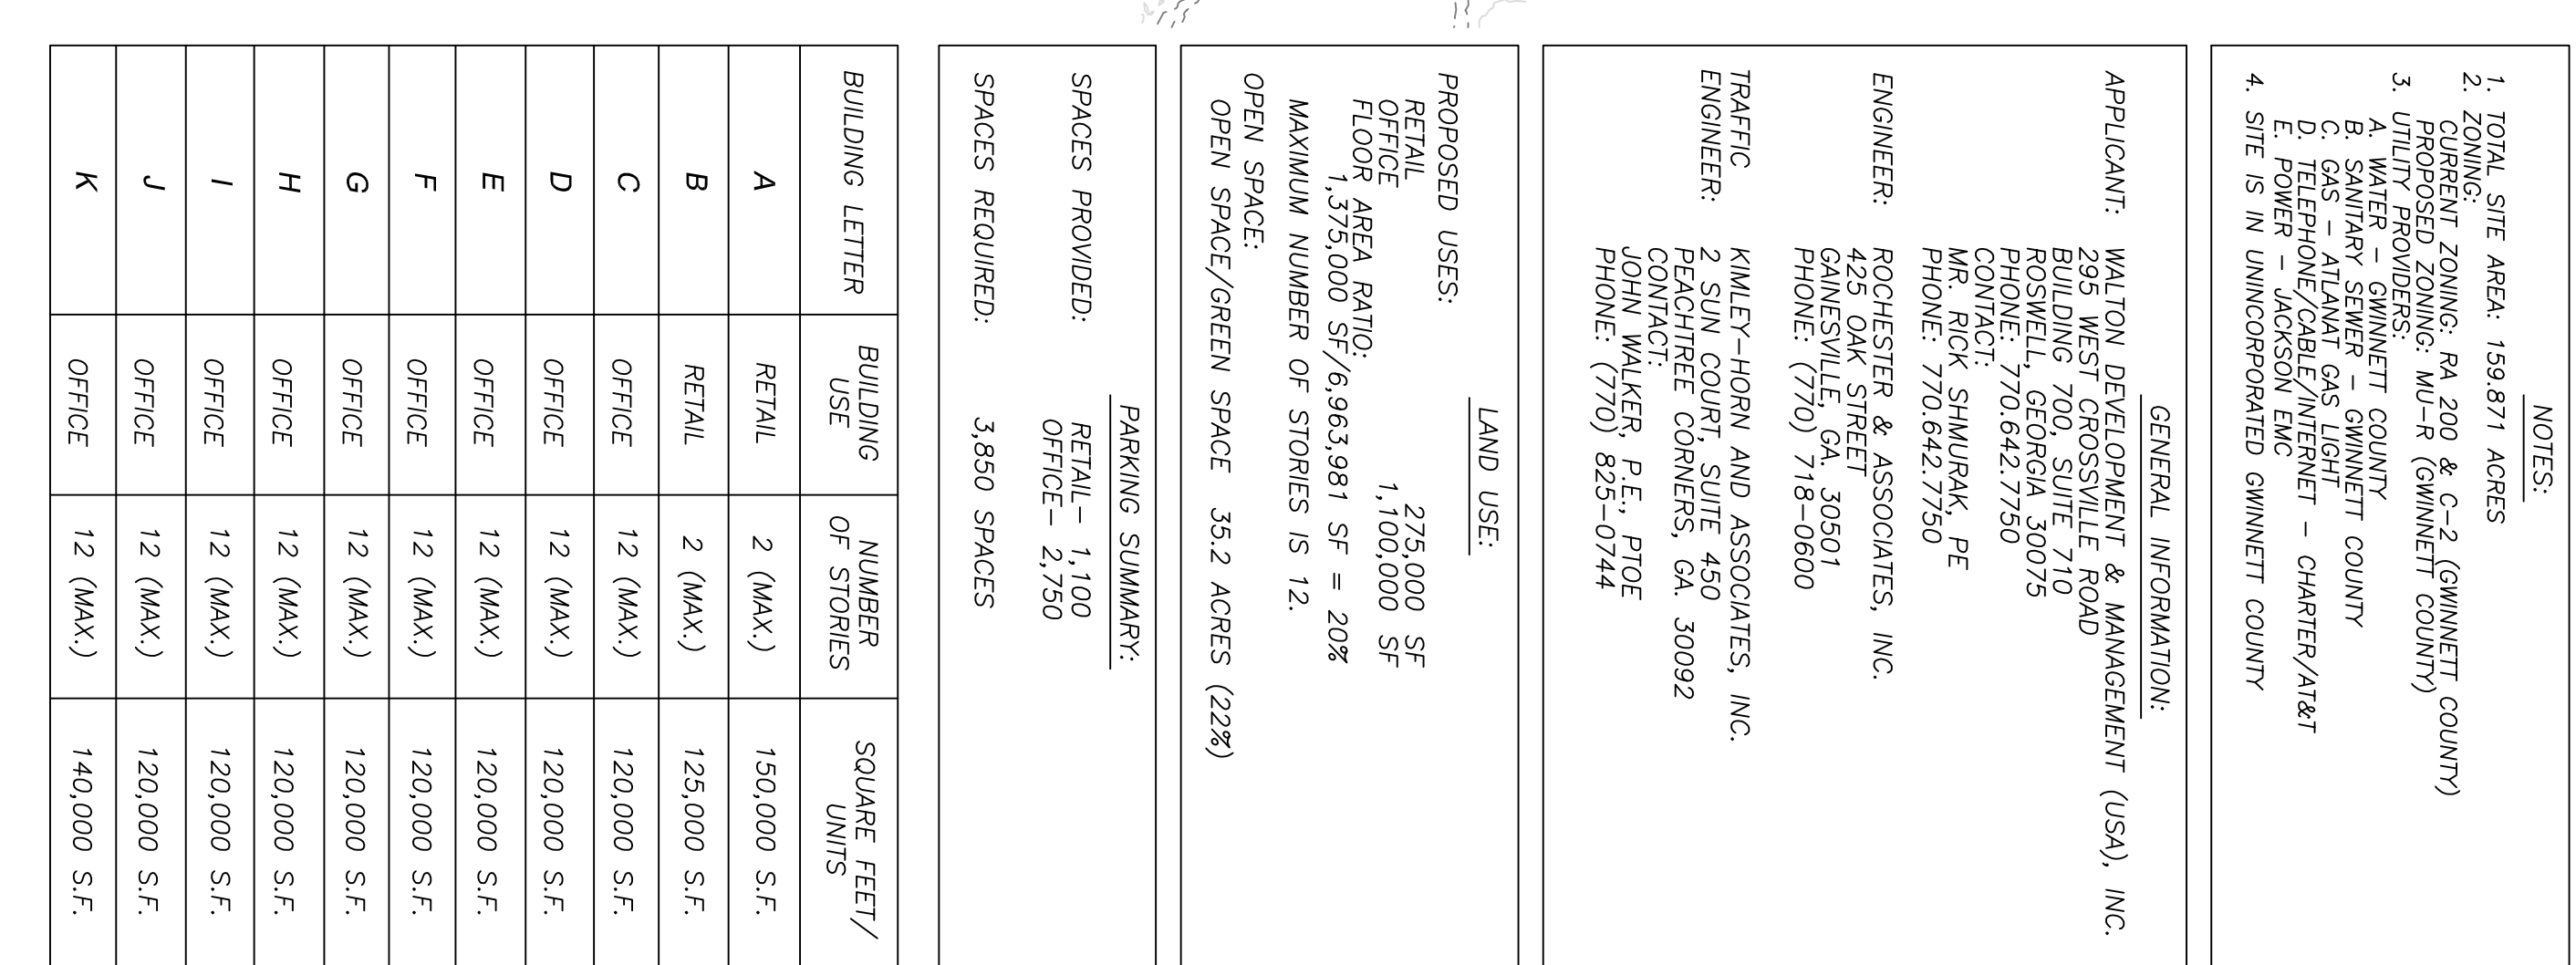 NOTES:
1. TOTAL SITE AREA: 159.871 ACRES
2. ZONING:
CURRENT ZONING: RA 200 & C-2 (GWINNETT COUNTY)
PROPOSED ZONING: MU-R (GWINNETT COUNTY)
3. UTILITY PROVIDERS:
A. WATER - GWINNETT COUNTY
B. SANITARY SEWER - GWINNETT COUNTY
C. GAS - ATLANAT GAS LIGHT
D. TELEPHONE/CABLE/INTERNET - CHARTER/AT&T
E. POWER - JACKSON EMC
4. SITE IS IN UNINCORPORATED GWINNETT COUNTY
GENERAL INFORMATION:
APPLICANT: WALTON DEVELOPMENT & MANAGEMENT (USA), INC.
295 WEST CROSSVILLE ROAD
BUILDING 700, SUITE 710
ROSWELL, GEORGIA 30075
PHONE: 770.642.7750
CONTACT:
MR. RICK SHMURAK, PE
PHONE: 770.642.7750
ENGINEER: ROCHESTER & ASSOCIATES, INC.
425 OAK STREET
GAINESVILLE, GA. 30501
PHONE: (770) 718-0600
TRAFFIC KIMLEY-HORN AND ASSOCIATES, INC.
ENGINEER: 2 SUN COURT, SUITE 450
PEACHTREE CORNERS, GA. 30092
CONTACT:
JOHN WALKER, P.E., PTOE
PHONE: (770) 825-0744
LAND USE:
PROPOSED USES:
RETAIL 275,000 SF
OFFICE 1,100,000 SF
FLOOR AREA RATIO:
1,375,000 SF/6,963,981 SF = 20%
MAXIMUM NUMBER OF STORIES IS 12.
OPEN SPACE:
OPEN SPACE/GREEN SPACE 35.2 ACRES (22%)
PARKING SUMMARY:
SPACES PROVIDED: RETAIL- 1,100
OFFICE- 2,750
SPACES REQUIRED: 3,850 SPACES
BUILDING LETTER BUILDING USE NUMBER OF STORIES SQUARE FEET/ UNITS
A RETAIL 2 (MAX.) 150,000 S.F.
B RETAIL 2 (MAX.) 125,000 S.F.
C OFFICE 12 (MAX.) 120,000 S.F.
D OFFICE 12 (MAX.) 120,000 S.F.
E OFFICE 12 (MAX.) 120,000 S.F.
F OFFICE 12 (MAX.) 120,000 S.F.
G OFFICE 12 (MAX.) 120,000 S.F.
H OFFICE 12 (MAX.) 120,000 S.F.
I OFFICE 12 (MAX.) 120,000 S.F.
J OFFICE 12 (MAX.) 120,000 S.F.
K OFFICE 12 (MAX.) 140,000 S.F.